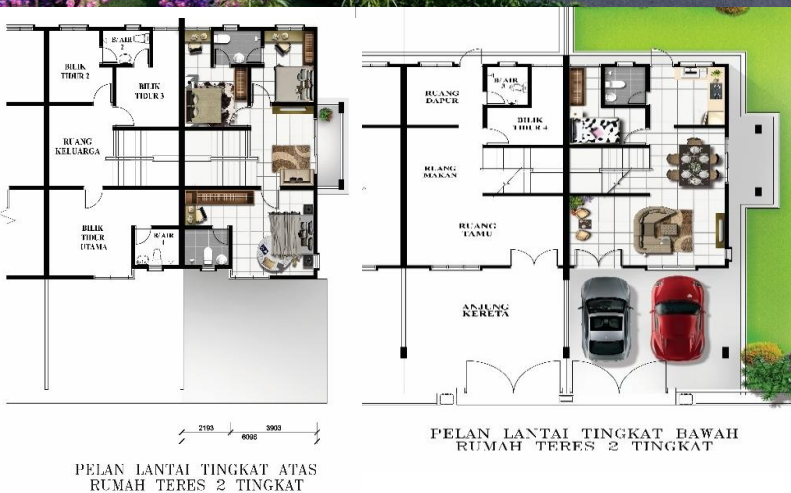 BILIK
TIDUR 2
B/AIR
2
BILIK
TIDUR 3
RUANG
KELUARGA
BILIK
TIDUR
UTAMA
B/AIR
1
2193
3903
6096
PELAN LANTAI TINGKAT ATAS
RUMAH TERES 2 TINGKAT
RUANG
DAPUR
B/AIR
3
BILIK
TIDUR 4
RUANG
MAKAN
RUANG
TAMU
ANJUNG
KERETA
PELAN LANTAI TINGKAT BAWAH
RUMAH TERES 2 TINGKAT